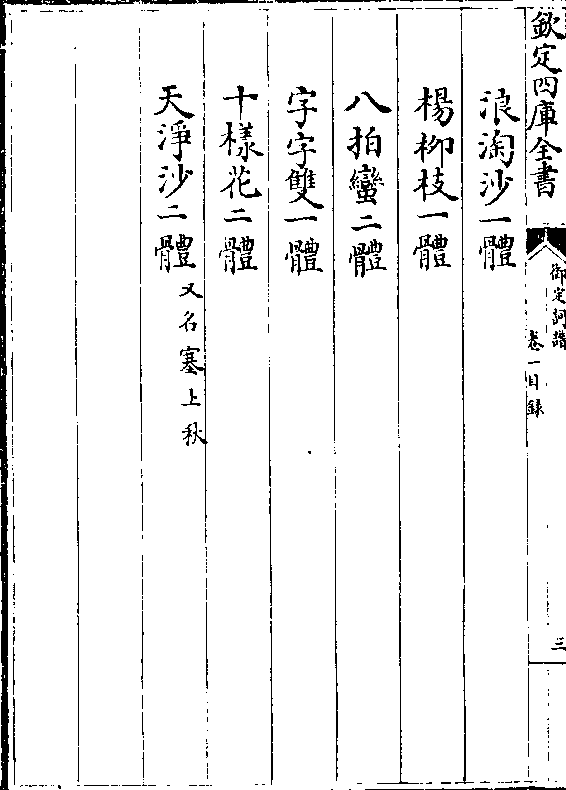 欽定四庫全書
御定詞譜
卷一目錄
三
浪淘沙一體
楊柳枝一體
八拍蠻二體
字字雙一體
十樣花二體
天淨沙二體又名塞上秋